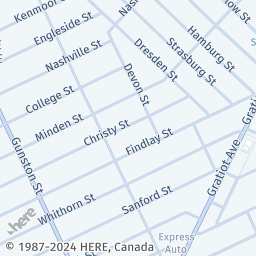 Kenmoor St
Engleside St
Nashville St
Hamburg St
Strasburg St
Dresden St
Devon St
College St
Minden St
Christy St
Findlay St
Gunston St
Gratiot Ave
Whithorn St
Sanford St
here
Express
Auto
© 1987-2024 HERE, Canada